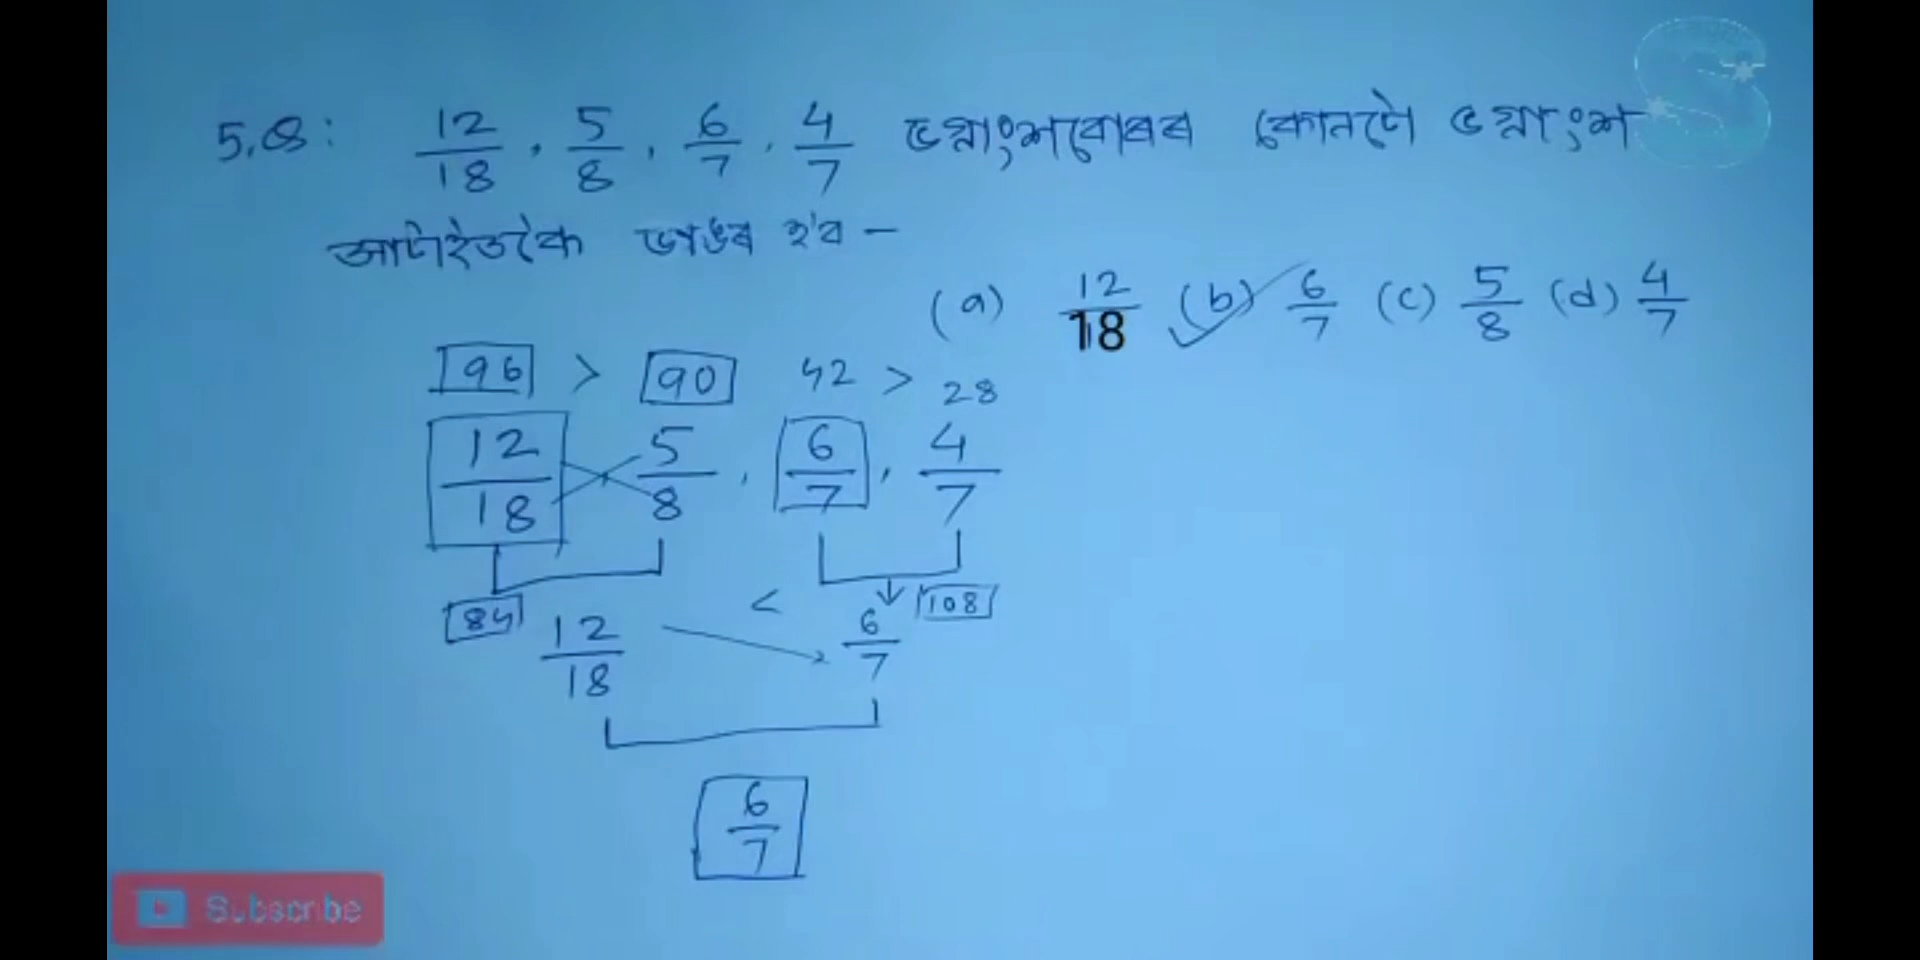 5.Q: 12/18, 5/8, 6/7, 4/7 ভগ্নাংশবোৰৰ কোনটো ভগ্নাংশ
আটাইতকৈ ডাঙৰ হ'ব –
(a) 12/18 (b) 6/7 (c) 5/8 (d) 4/7
96 > 90 42 > 28
12/18 5/8, 6/7, 4/7
84 12/18 < 6/7 108
6/7
Subscribe
S